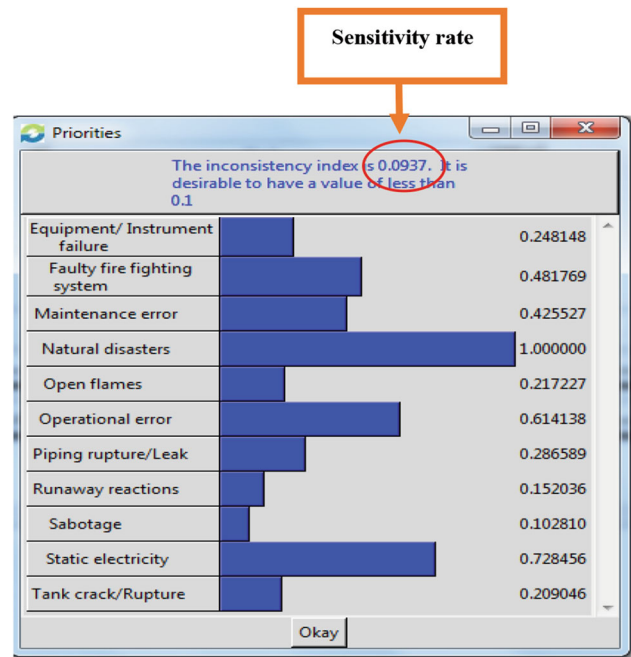 Sensitivity rate
Priorities
The inconsistency index is 0.0937. It is
desirable to have a value of less than
0.1
Equipment/ Instrument
failure
0.248148
Faulty fire fighting
system
0.481769
Maintenance error
0.425527
Natural disasters
1.000000
Open flames
0.217227
Operational error
0.614138
Piping rupture/Leak
0.286589
Runaway reactions
0.152036
Sabotage
0.102810
Static electricity
0.728456
Tank crack/Rupture
0.209046
Okay